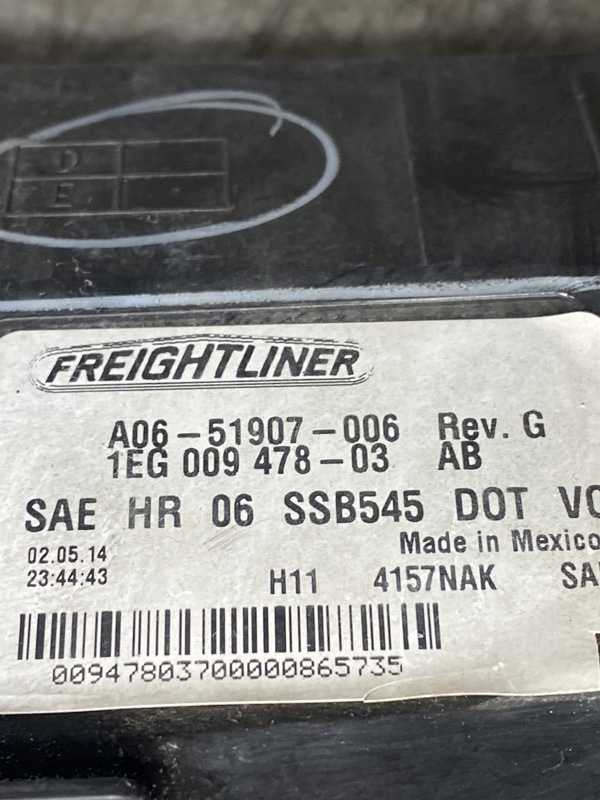 D
E
FREIGHTLINER
A06-51907-006 Rev. G
1EG 009 478-03 AB
SAE HR 06 SSB545 DOT
Made in Mexico
02.05.14
23:44:43
H11 4157NAK
00947803700000865735